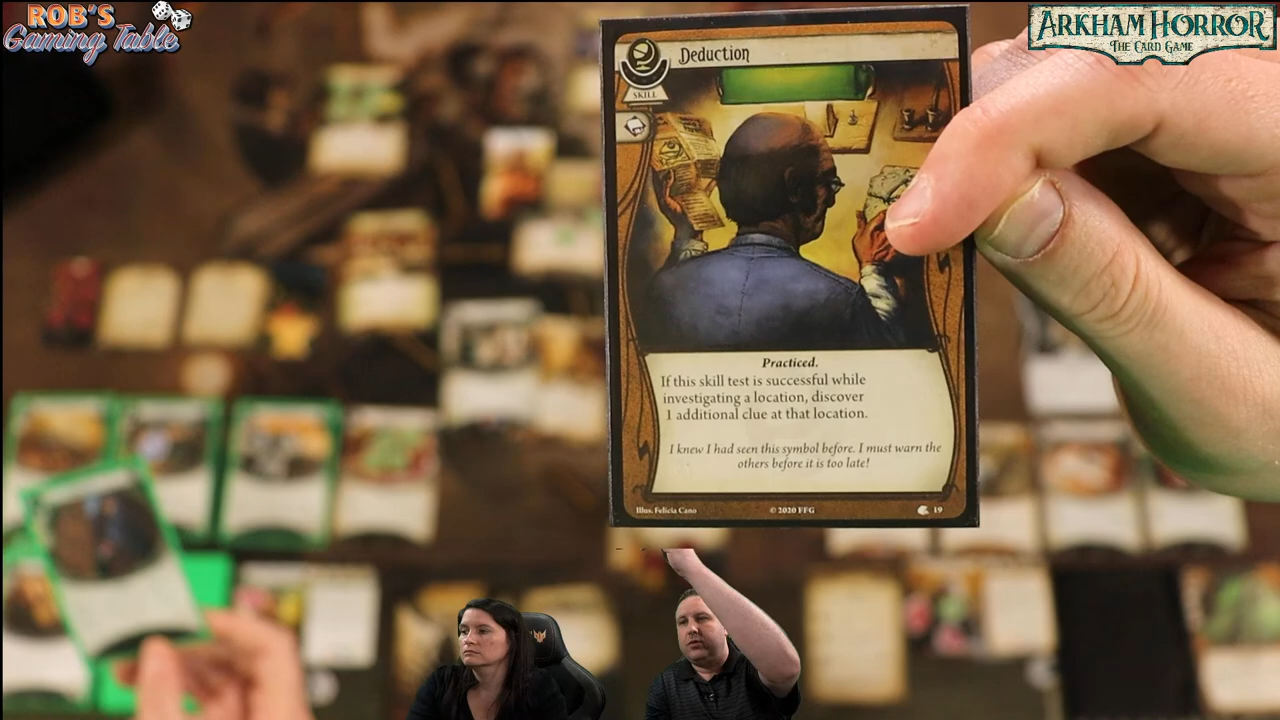 ROB'S
Gaming Table
ARKHAM HORROR
THE CARD GAME
Deduction
SKILL
Practiced.
If this skill test is successful while
investigating a location, discover
1 additional clue at that location.
I knew I had seen this symbol before. I must warn the
others before it is too late!
Illus. Felicia Cano
© 2020 FFG
19